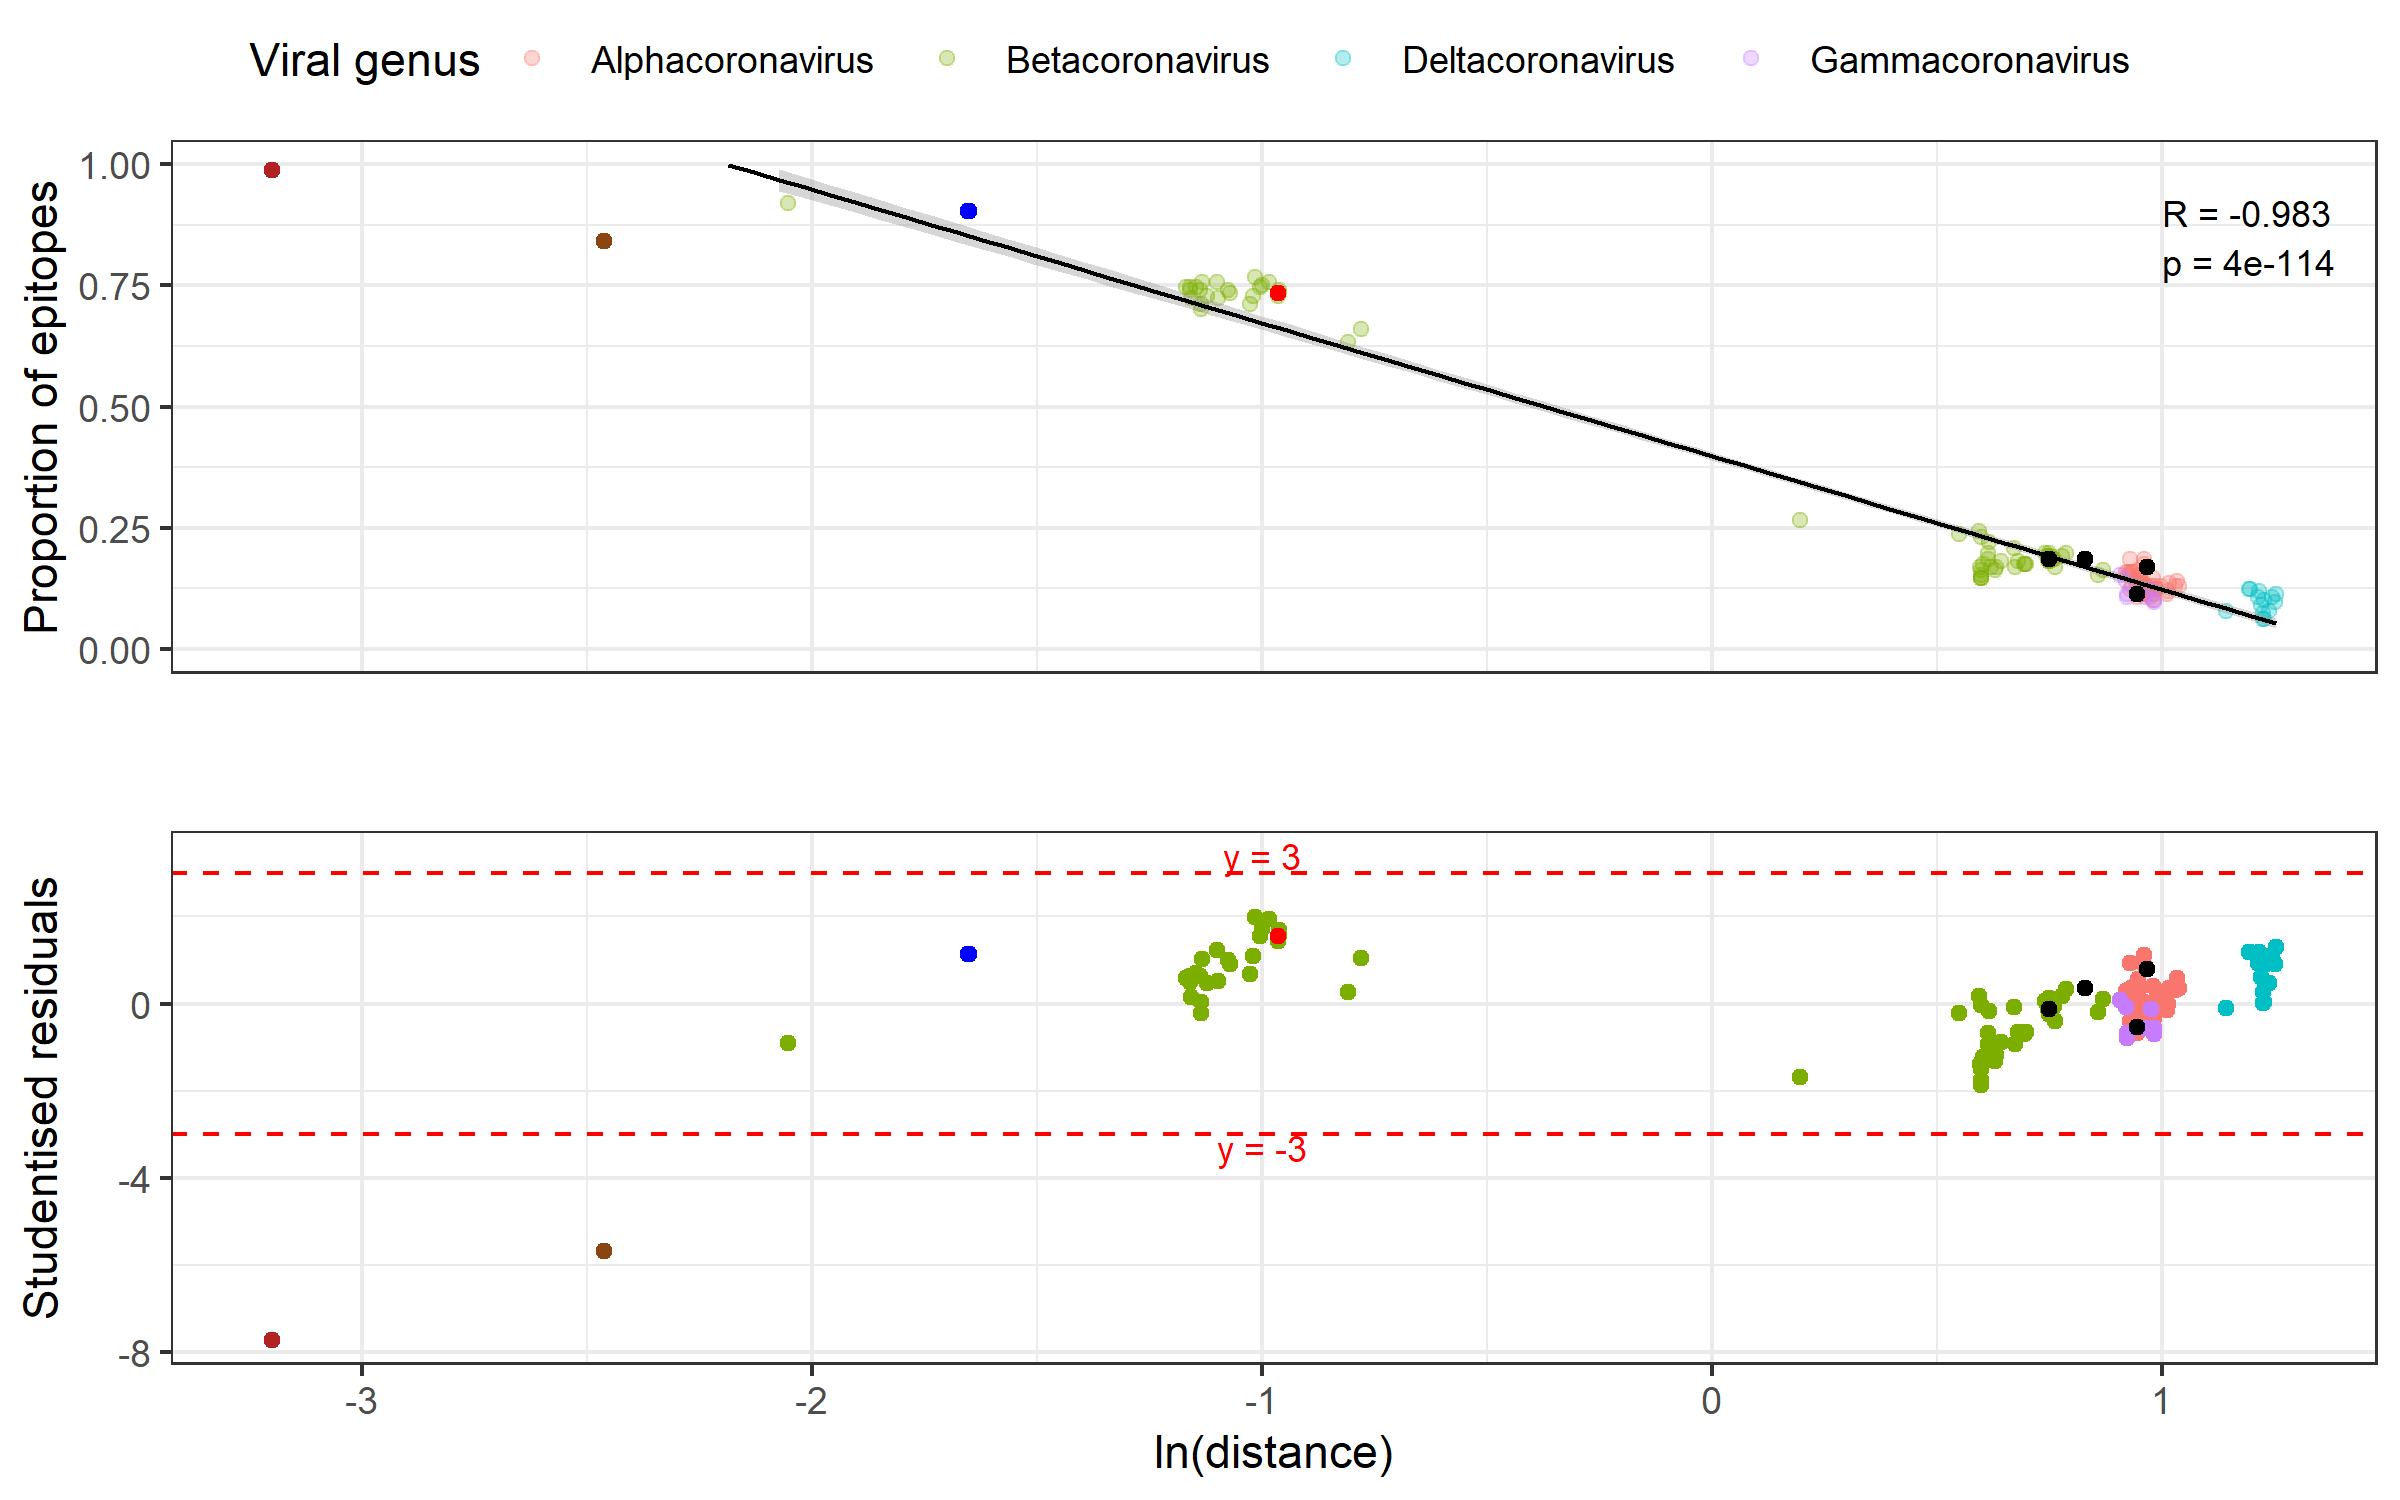 Viral genus Alphacoronavirus Betacoronavirus Deltacoronavirus Gammacoronavirus
Proportion of epitopes
1.00
0.75
0.50
0.25
0.00
R = -0.983
p = 4e-114
Studentised residuals
0
-4
-8
y = 3
y = -3
-3 -2 -1 0 1
ln(distance)